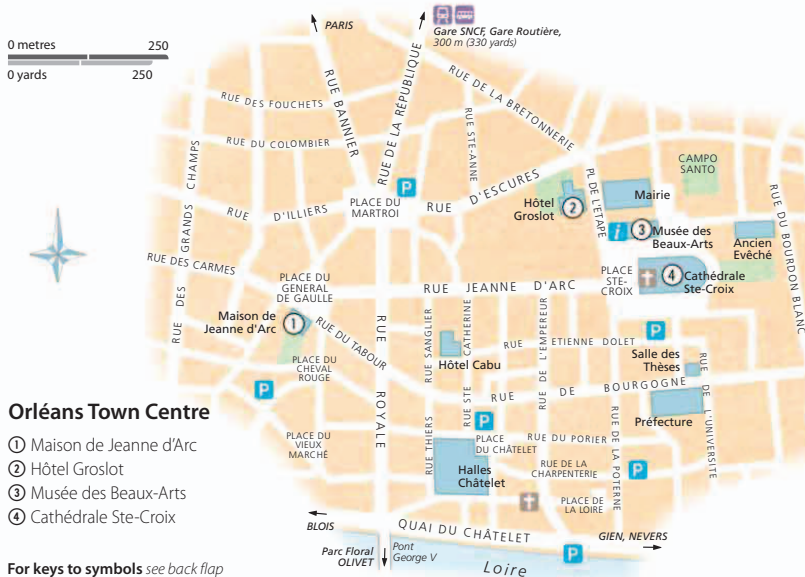 0 metres 250
0 yards 250
PARIS
Gare SNCF, Gare Routière,
300 m (330 yards)
RUE BANNIER
RUE DE LA RÉPUBLIQUE
RUE DE LA BRETONNERIE
RUE DES FOUCHETS
RUE DU COLOMBIER
RUE STE-ANNE
RUE DES GRANDS CHAMPS
P
PLACE DU
MARTROI
RUE D'ILLIERS
RUE D'ESCURES
Hôtel
Groslot
2
PL DE L'ETAPE
Mairie
CAMPO
SANTO
i
3
Musée des
Beaux-Arts
Ancien
Evêché
RUE DU BOURDON BLANC
RUE DES CARMES
PLACE DU
GENERAL
DE GAULLE
RUE JEANNE D'ARC
PLACE
STE-
CROIX
4
Cathédrale
Ste-Croix
Maison de
Jeanne d'Arc
1
RUE DU TABOUR
RUE ROYALE
RUE SANGLIER
RUE STE CATHERINE
Hôtel Cabu
RUE DE L'EMPEREUR
RUE ETIENNE DOLET
P
Salle des
Thèses
PLACE DU
CHEVAL
ROUGE
P
RUE DE BOURGOGNE
Préfecture
RUE DE L'UNIVERSITE
Orléans Town Centre
1 Maison de Jeanne d'Arc
2 Hôtel Groslot
3 Musée des Beaux-Arts
4 Cathédrale Ste-Croix
PLACE DU
VIEUX
MARCHÉ
RUE THIERS
P
PLACE
DU CHÂTELET
RUE DU PORIER
RUE DE LA POTERNE
Halles
Châtelet
RUE DE LA
CHARPENTERIE
P
PLACE DE
LA LOIRE
BLOIS
QUAI DU CHÂTELET
GIEN, NEVERS
Parc Floral
OLIVET
Pont
George V
Loire
P
For keys to symbols see back flap